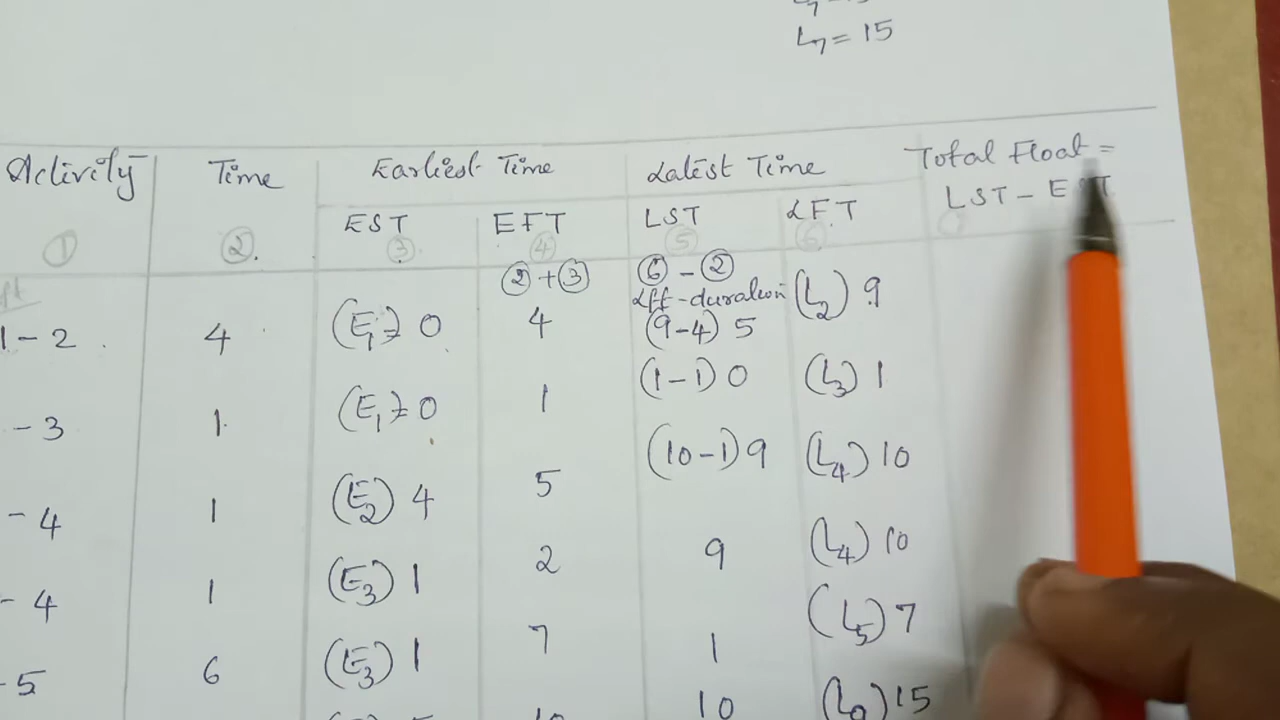 L7 = 15
Activity Time Earliest Time Latest Time Total Float =
EST EFT LST LFT LST - EST
1 2 3 4 5 6
2 + 3 6 - 2
Lft-duration
1 - 2 4 (E1) = 0 4 (9-4) 5 (L2) 9
- 3 1 (E1) = 0 1 (1-1) 0 (L3) 1
- 4 1 (E2) 4 5 (10-1) 9 (L4) 10
- 4 1 (E3) 1 2 9 (L4) 10
- 5 6 (E3) 1 7 1 (L5) 7
10 10 15